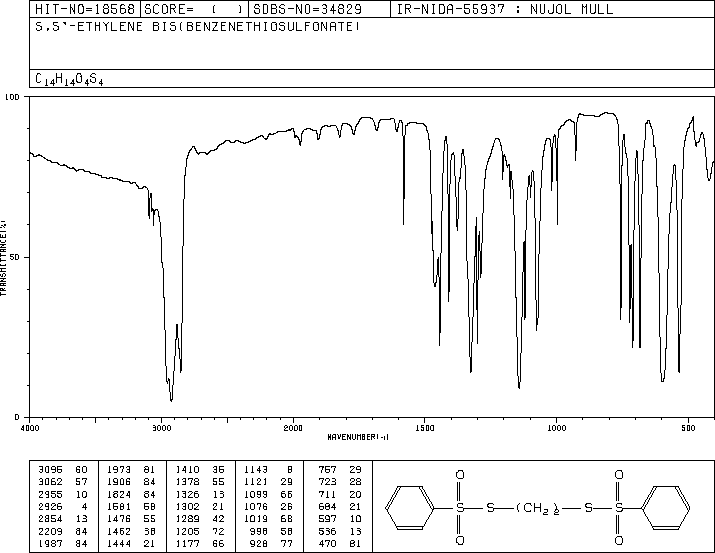 HIT-NO=18568 SCORE= ( ) SDBS-NO=34829 IR-NIDA-55937 : NUJOL MULL
S,S'-ETHYLENE BIS(BENZENETHIOSULFONATE)
C14H14O4S4
100
50
0
TRANSMITTANCE(%)
4000 3000 2000 1500 1000 500
WAVENUMBER(-1)
3095 60 1973 81 1410 35 1143 8 757 29
3062 57 1906 84 1378 55 1121 29 723 28
2955 10 1824 84 1326 13 1099 66 711 20
2926 4 1581 58 1302 21 1076 26 684 21
2854 13 1476 55 1289 42 1019 68 597 10
2209 84 1462 38 1205 72 998 58 536 13
1987 84 1444 21 1177 66 928 77 470 81
O O
S S (CH2)2 S S
O O